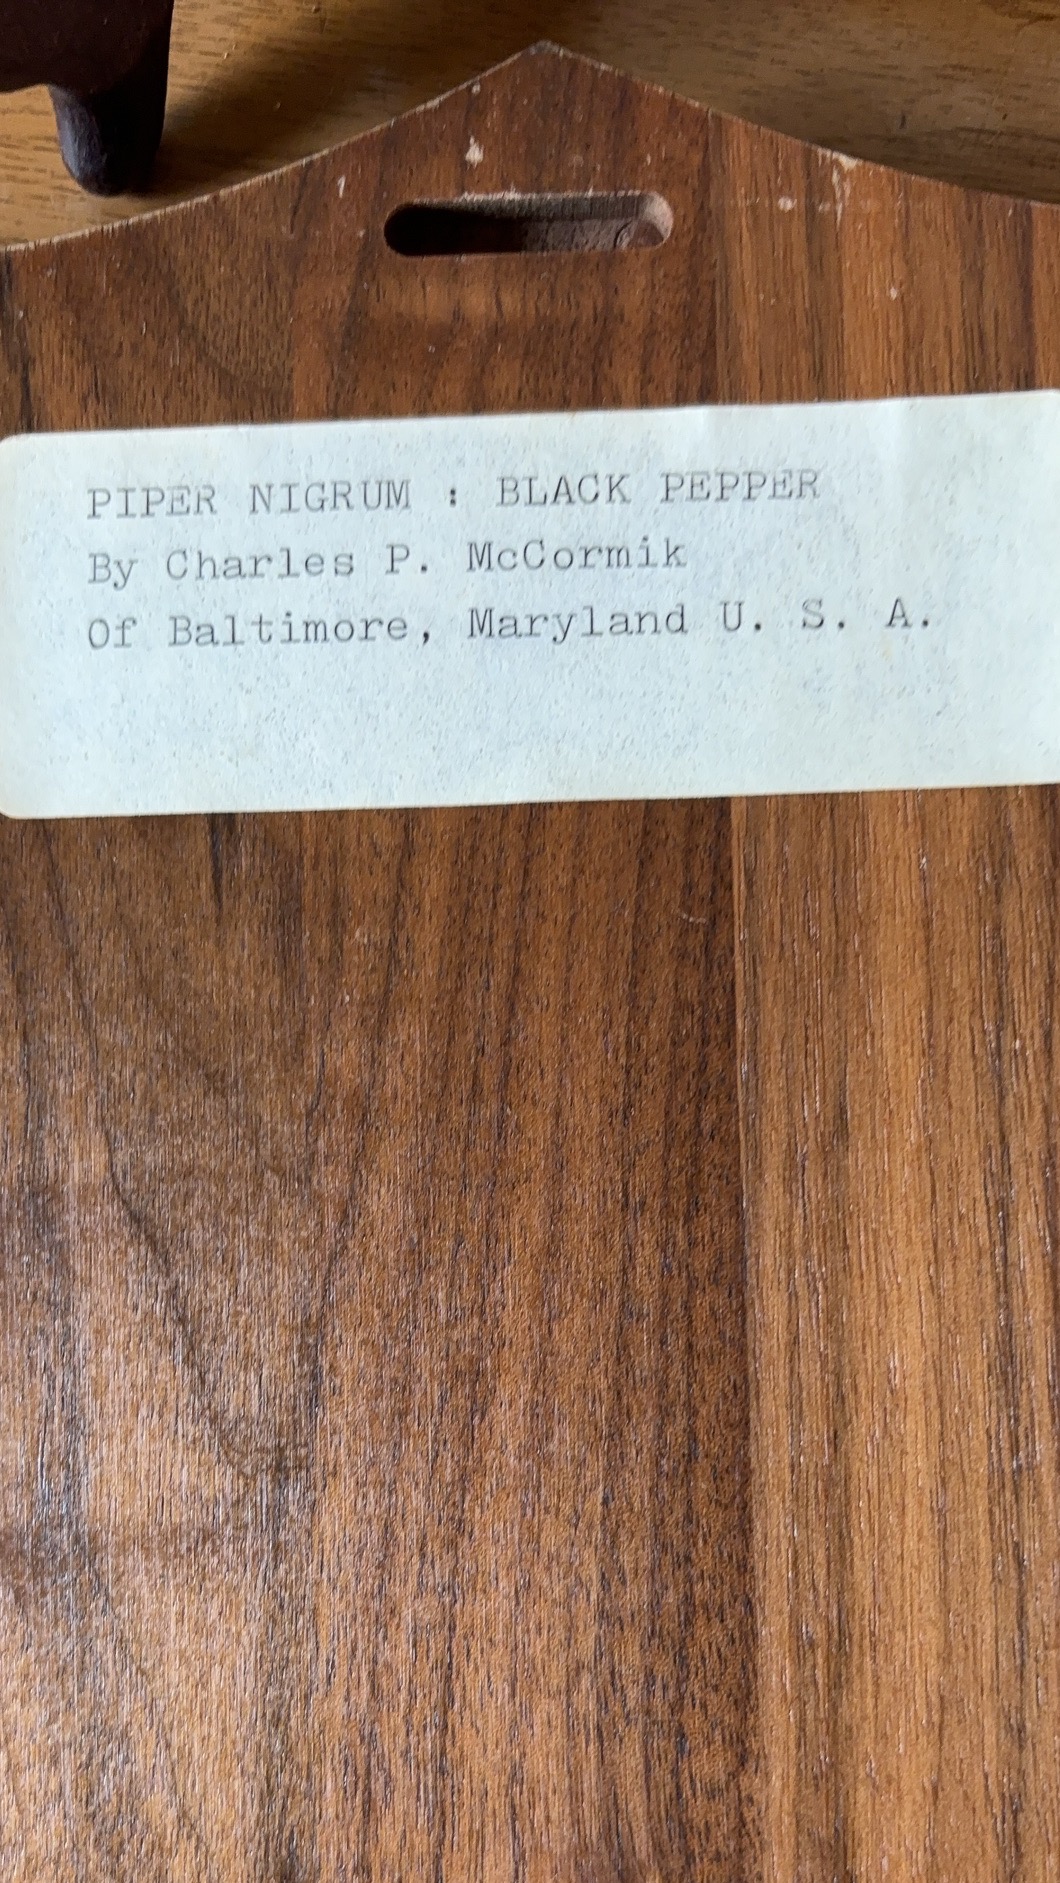 PIPER NIGRUM : BLACK PEPPER
By Charles P. McCormik
Of Baltimore, Maryland U. S. A.